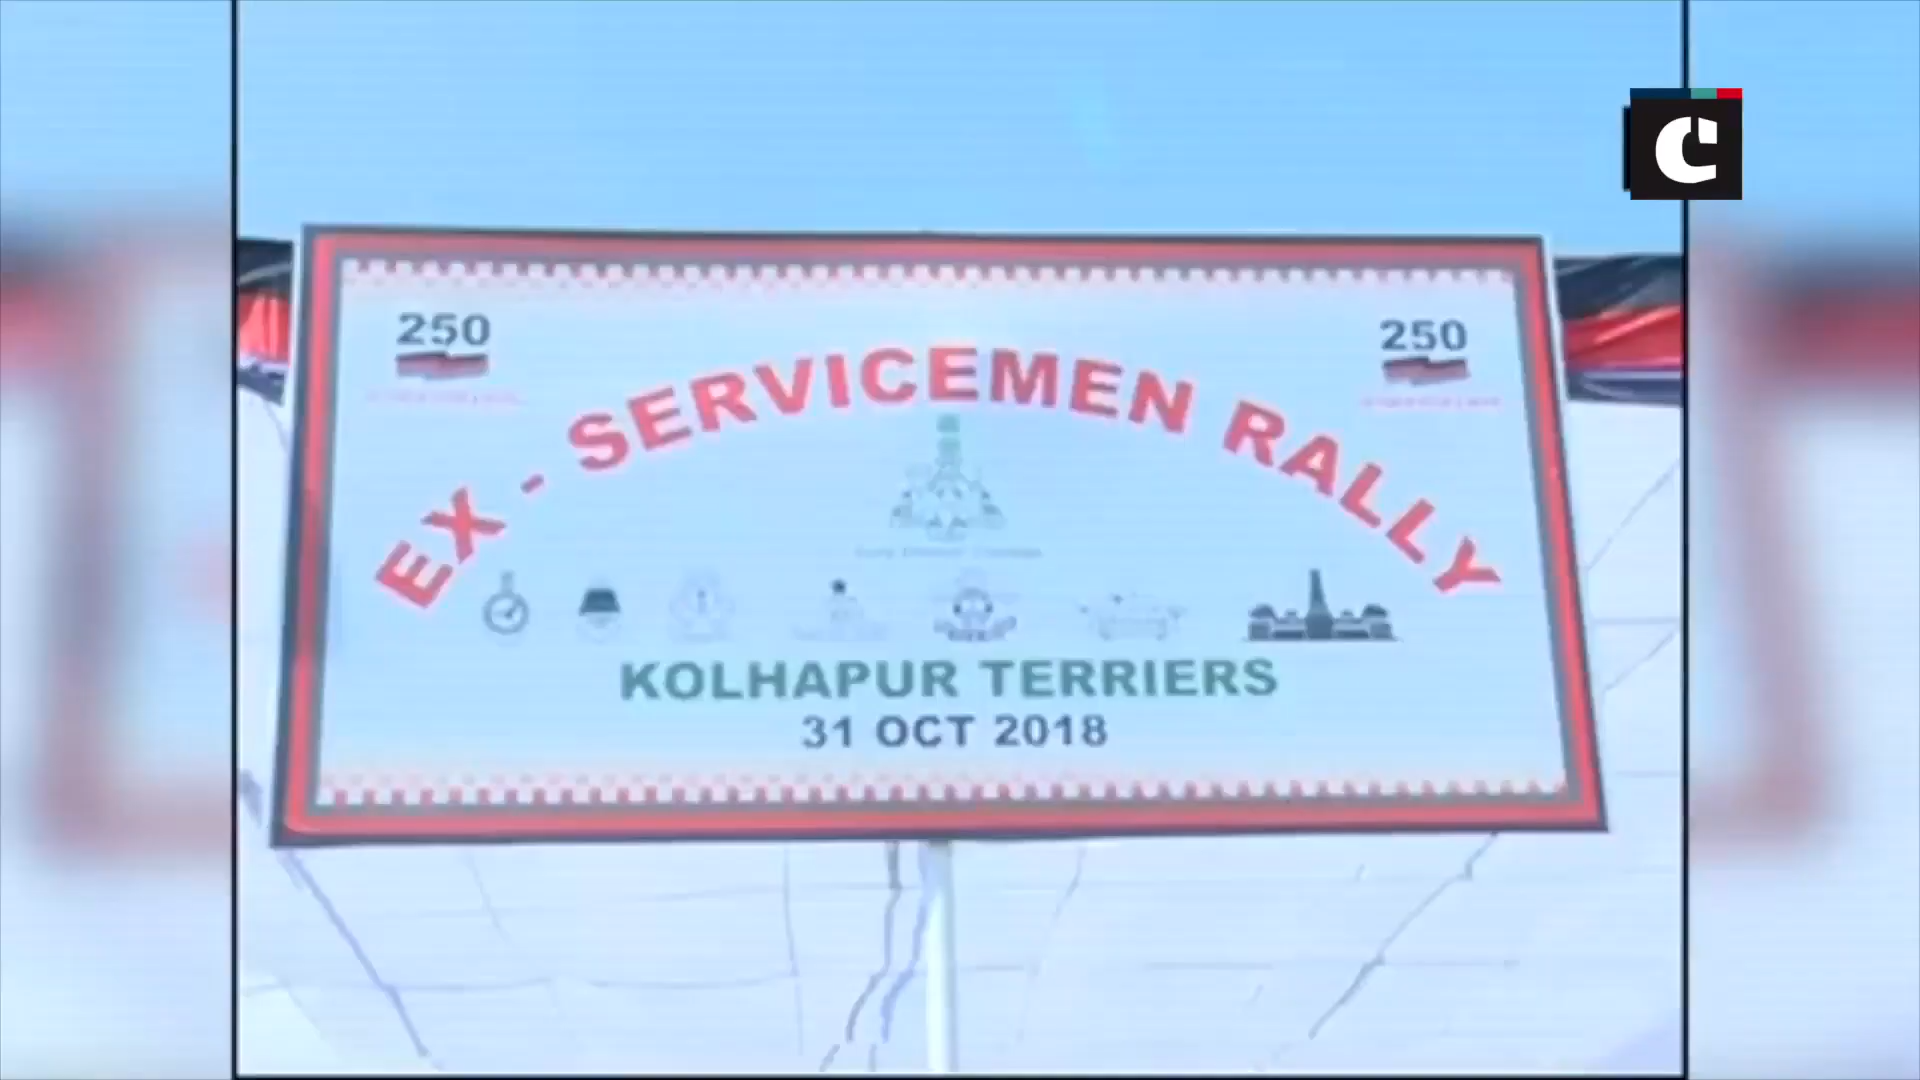 250
250
EX - SERVICEMEN RALLY
KOLHAPUR TERRIERS
31 OCT 2018